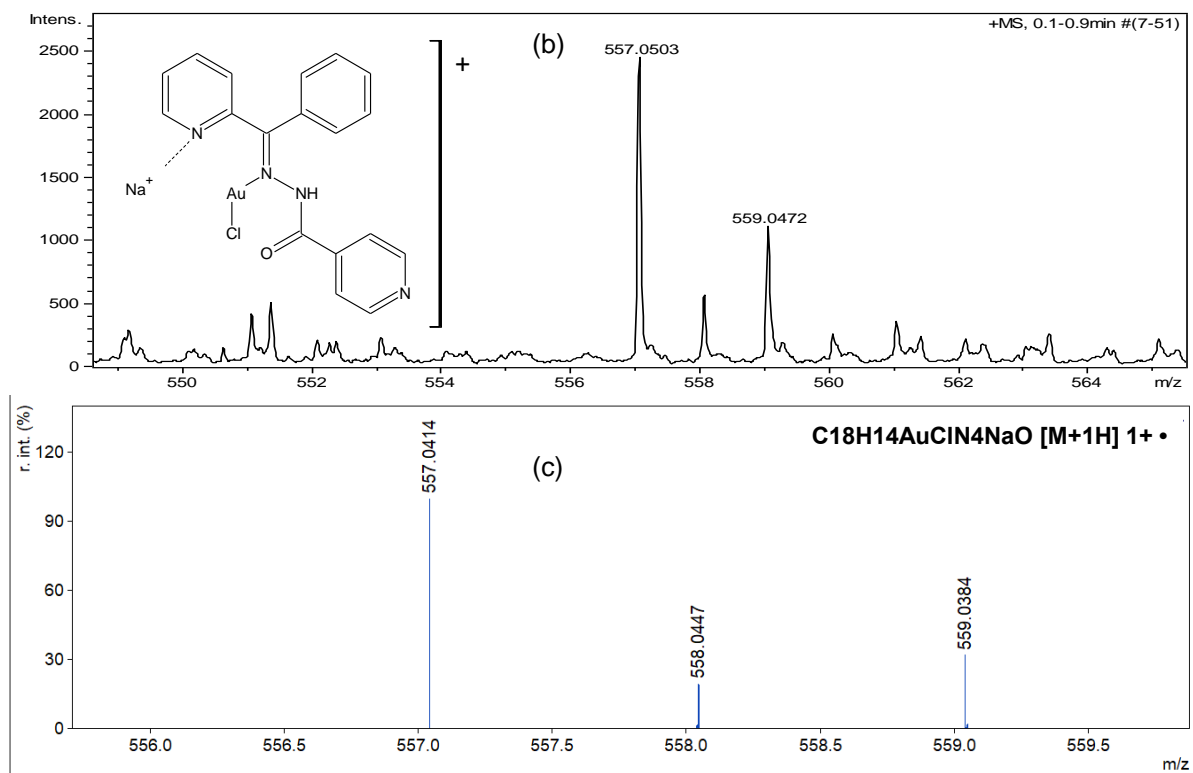 Intens.
+MS, 0.1-0.9min #(7-51)
(b)
+
557.0503
559.0472
2500
2000
1500
1000
500
0
N
Na+
N
Au
NH
Cl
O
N
550
552
554
556
558
560
562
564
m/z
r. int. (%)
C18H14AuClN4NaO [M+1H] 1+ •
(c)
557.0414
558.0447
559.0384
120
90
60
30
0
556.0
556.5
557.0
557.5
558.0
558.5
559.0
559.5
m/z